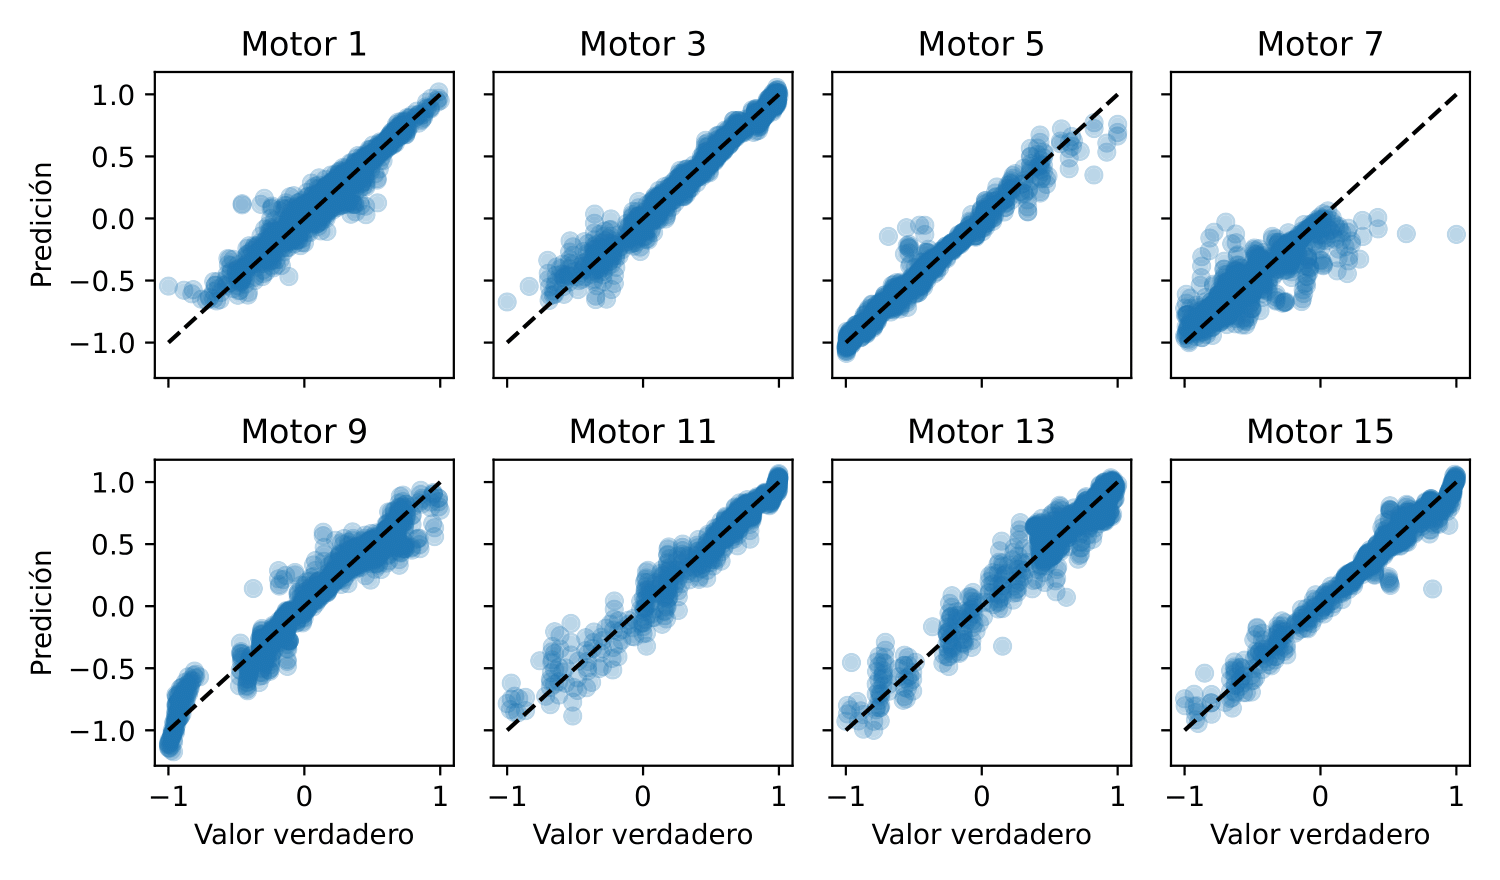 Motor 1 Motor 3 Motor 5 Motor 7
1.0
0.5
0.0
−0.5
−1.0
Predición
Motor 9 Motor 11 Motor 13 Motor 15
1.0
0.5
0.0
−0.5
−1.0
Predición
−1 0 1 −1 0 1 −1 0 1 −1 0 1
Valor verdadero Valor verdadero Valor verdadero Valor verdadero